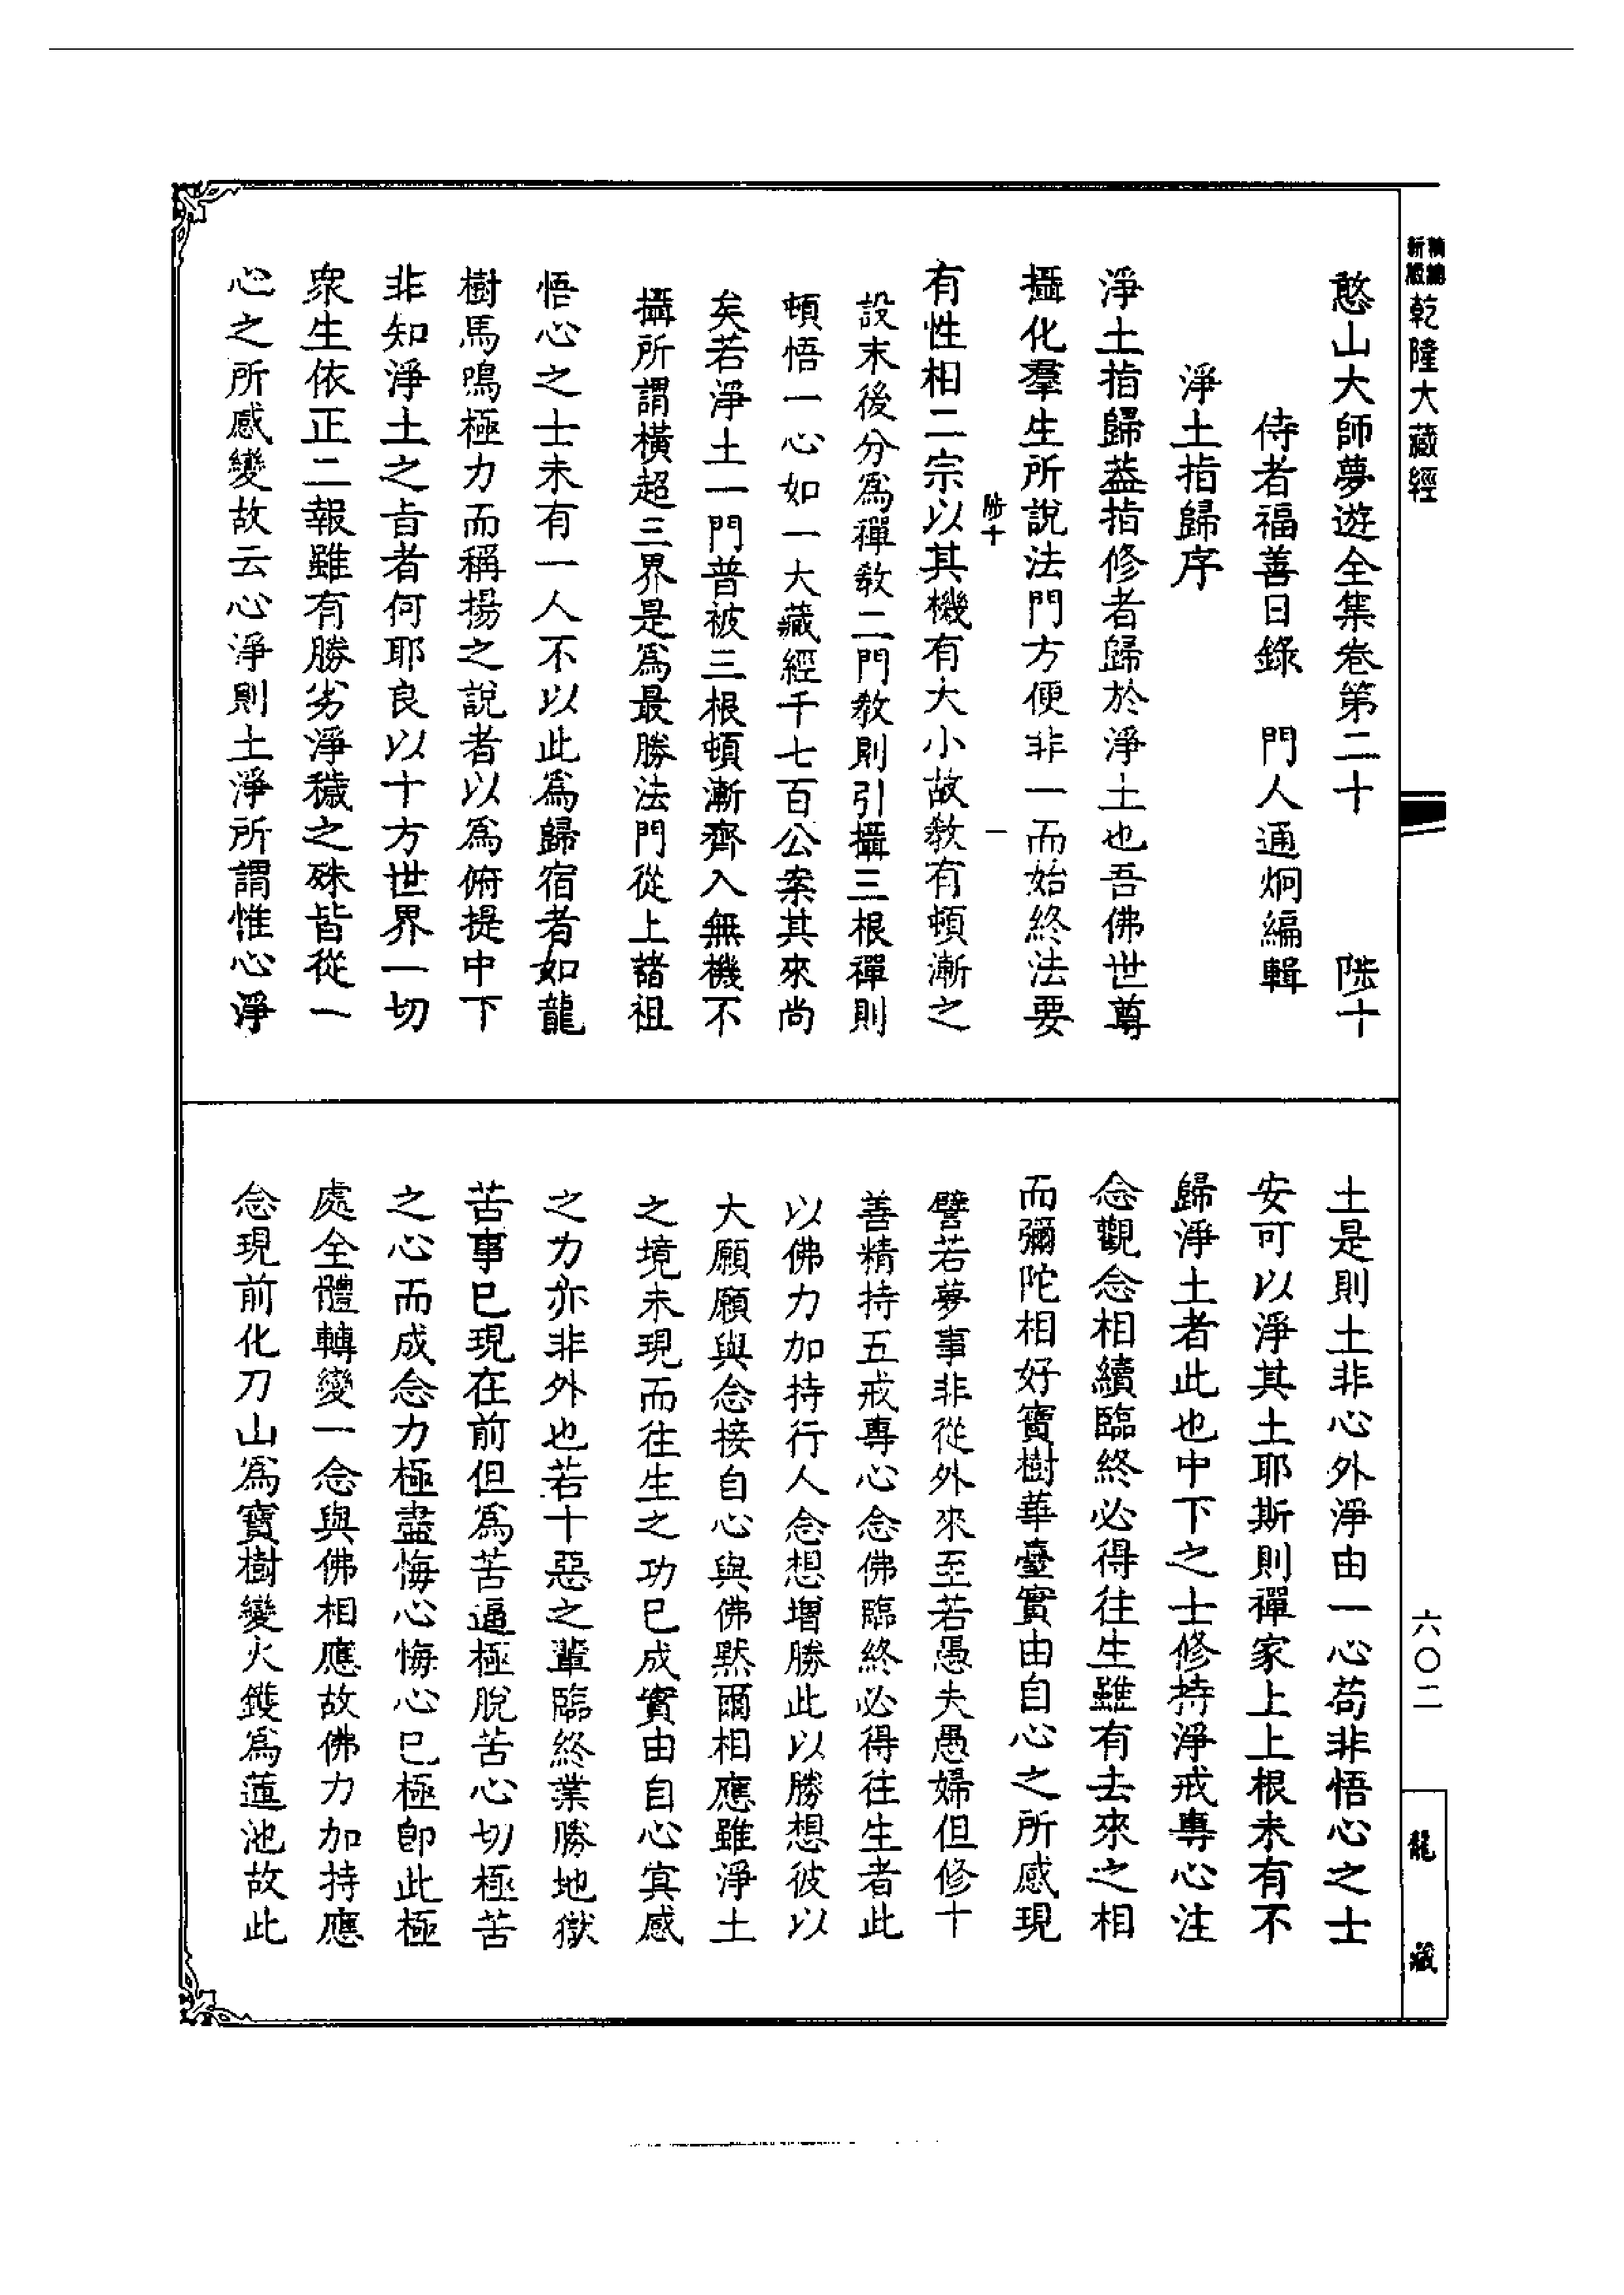 新版 精縮 乾隆大藏經
憨山大師夢遊全集卷第二十　陟十
侍者福善日錄　門人通炯編輯
淨土指歸序
淨土指歸葢指修者歸於淨土也吾佛世尊
攝化羣生所說法門方便非一而始終法要
陟十　一
有性相二宗以其機有大小故教有頓漸之
設末後分為禪教二門教則引攝三根禪則
頓悟一心如一大藏經千七百公案其來尚
矣若淨土一門普被三根頓漸齊入無機不
攝所謂橫超三界是為最勝法門從上諸祖
悟心之士未有一人不以此為歸宿者如龍
樹馬鳴極力而稱揚之說者以為俯提中下
非知淨土之旨者何耶良以十方世界一切
衆生依正二報雖有勝劣淨穢之殊皆從一
心之所感變故云心淨則土淨所謂惟心淨
土是則土非心外淨由一心苟非悟心之士
安可以淨其土耶斯則禪家上上根未有不
歸淨土者此也中下之士修持淨戒專心注
念觀念相續臨終必得往生雖有去來之相
而彌陀相好寶樹華臺實由自心之所感現
譬若夢事非從外來至若愚夫愚婦但修十
善精持五戒專心念佛臨終必得往生者此
以佛力加持行人念想增勝此以勝想彼以
大願願與念接自心與佛默爾相應雖淨土
之境未現而往生之功已成實由自心冥感
之力亦非外也若十惡之輩臨終業勝地獄
苦事已現在前但為苦逼極脫苦心切極苦
之心而成念力極盡悔心悔心已極卽此極
處全體轉變一念與佛相應故佛力加持應
念現前化刀山為寶樹變火鑊為蓮池故此
六〇二
龍藏